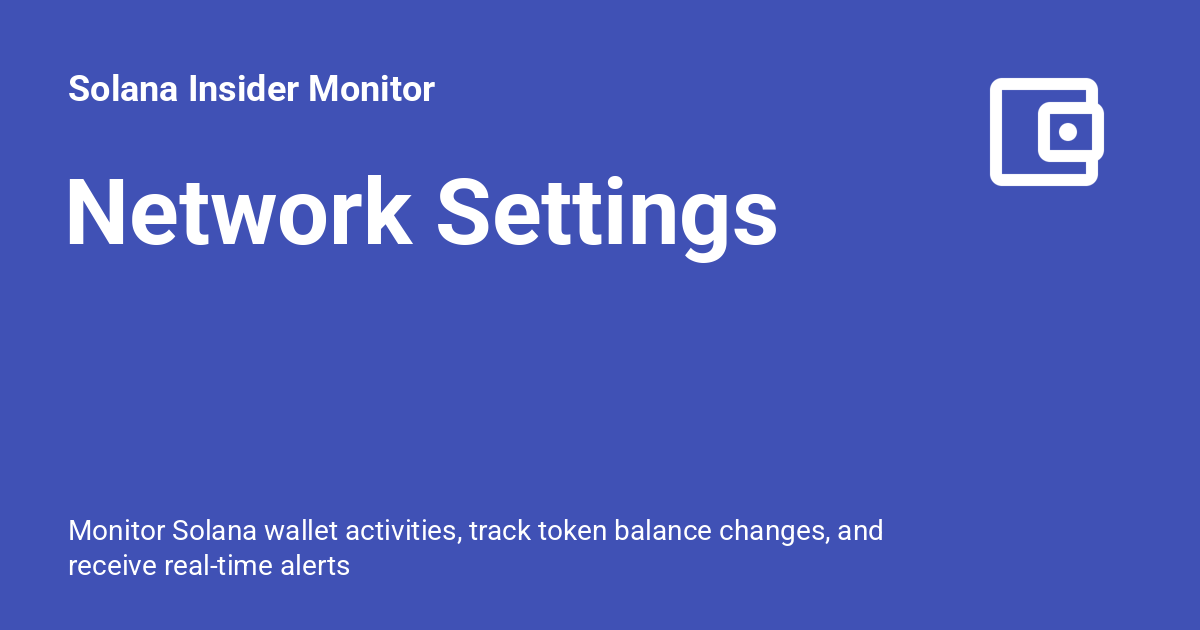 Solana Insider Monitor
Network Settings
Monitor Solana wallet activities, track token balance changes, and
receive real-time alerts